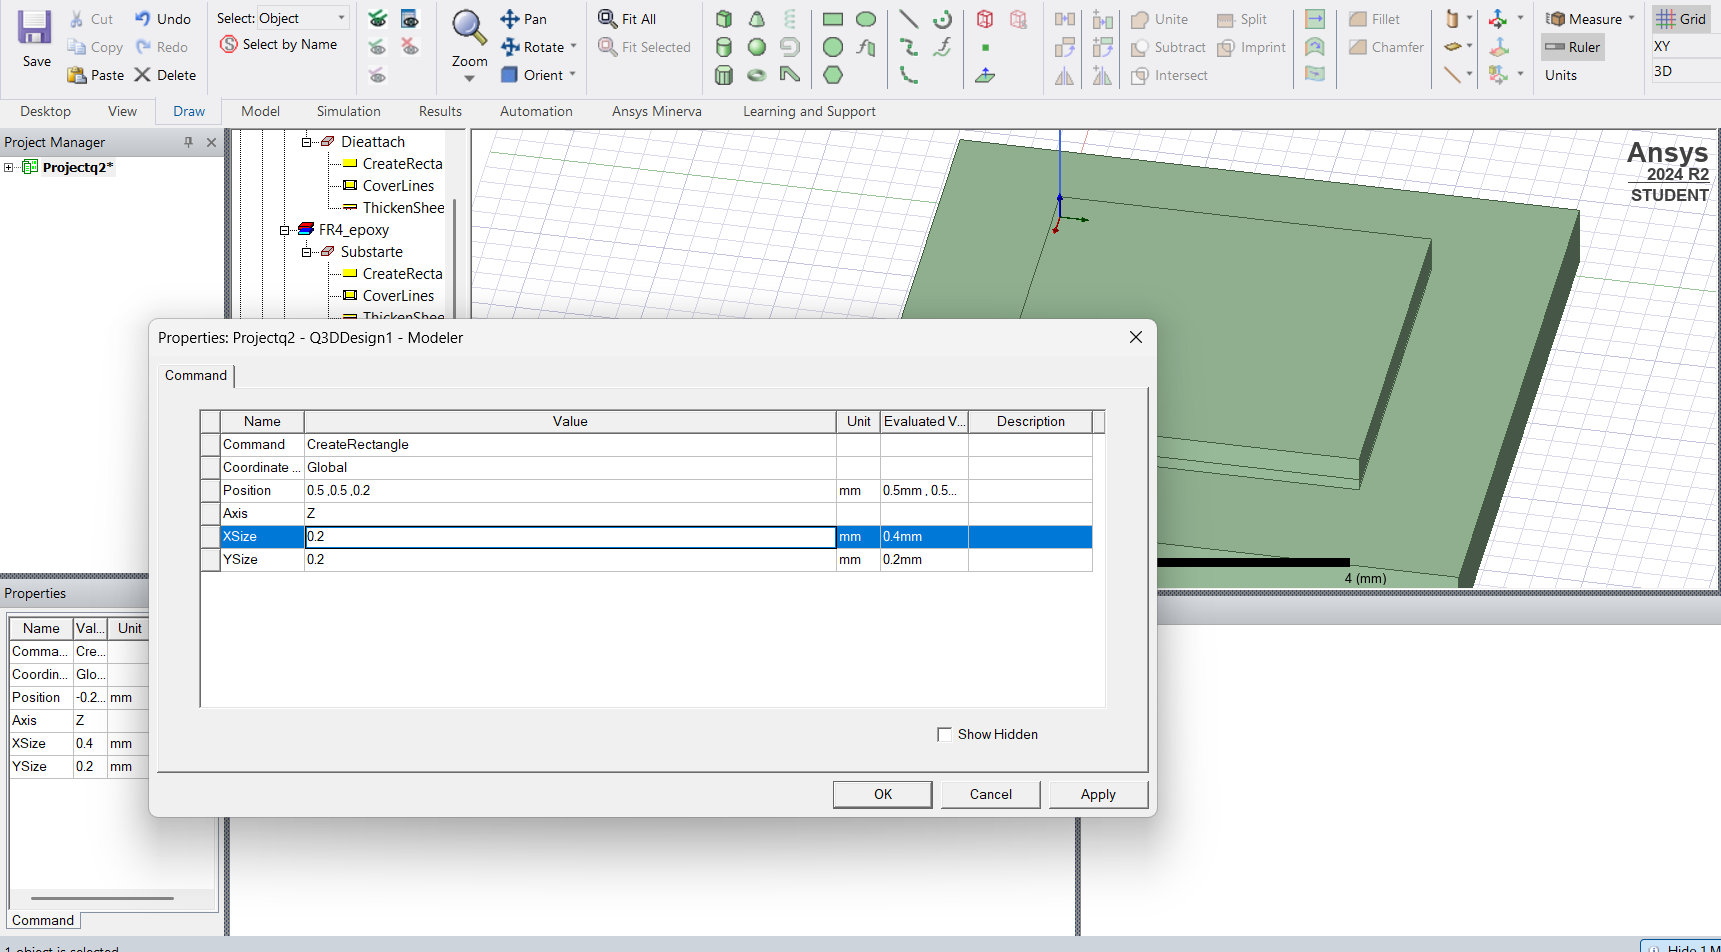 Save
Cut
Copy
Paste
Undo
Redo
Delete
Select: Object
Select by Name
Zoom
Pan
Rotate
Orient
Fit All
Fit Selected
Unite
Subtract
Intersect
Split
Imprint
Fillet
Chamfer
Measure
Ruler
Units
Grid
XY
3D
Desktop View Draw Model Simulation Results Automation Ansys Minerva Learning and Support
Project Manager
Projectq2*
Dieattach
CreateRecta
CoverLines
ThickenShee
FR4_epoxy
Substarte
CreateRecta
CoverLines
ThickenShee
Ansys
2024 R2
STUDENT
4 (mm)
Properties: Projectq2 - Q3DDesign1 - Modeler
Command
Name Value Unit Evaluated V... Description
Command CreateRectangle
Coordinate ... Global
Position 0.5 ,0.5 ,0.2 mm 0.5mm , 0.5...
Axis Z
XSize 0.2 mm 0.4mm
YSize 0.2 mm 0.2mm
Show Hidden
OK Cancel Apply
Properties
Name Val... Unit
Comma... Cre...
Coordin... Glo...
Position -0.2... mm
Axis Z
XSize 0.4 mm
YSize 0.2 mm
Command
1 object is selected
Hide 1 M